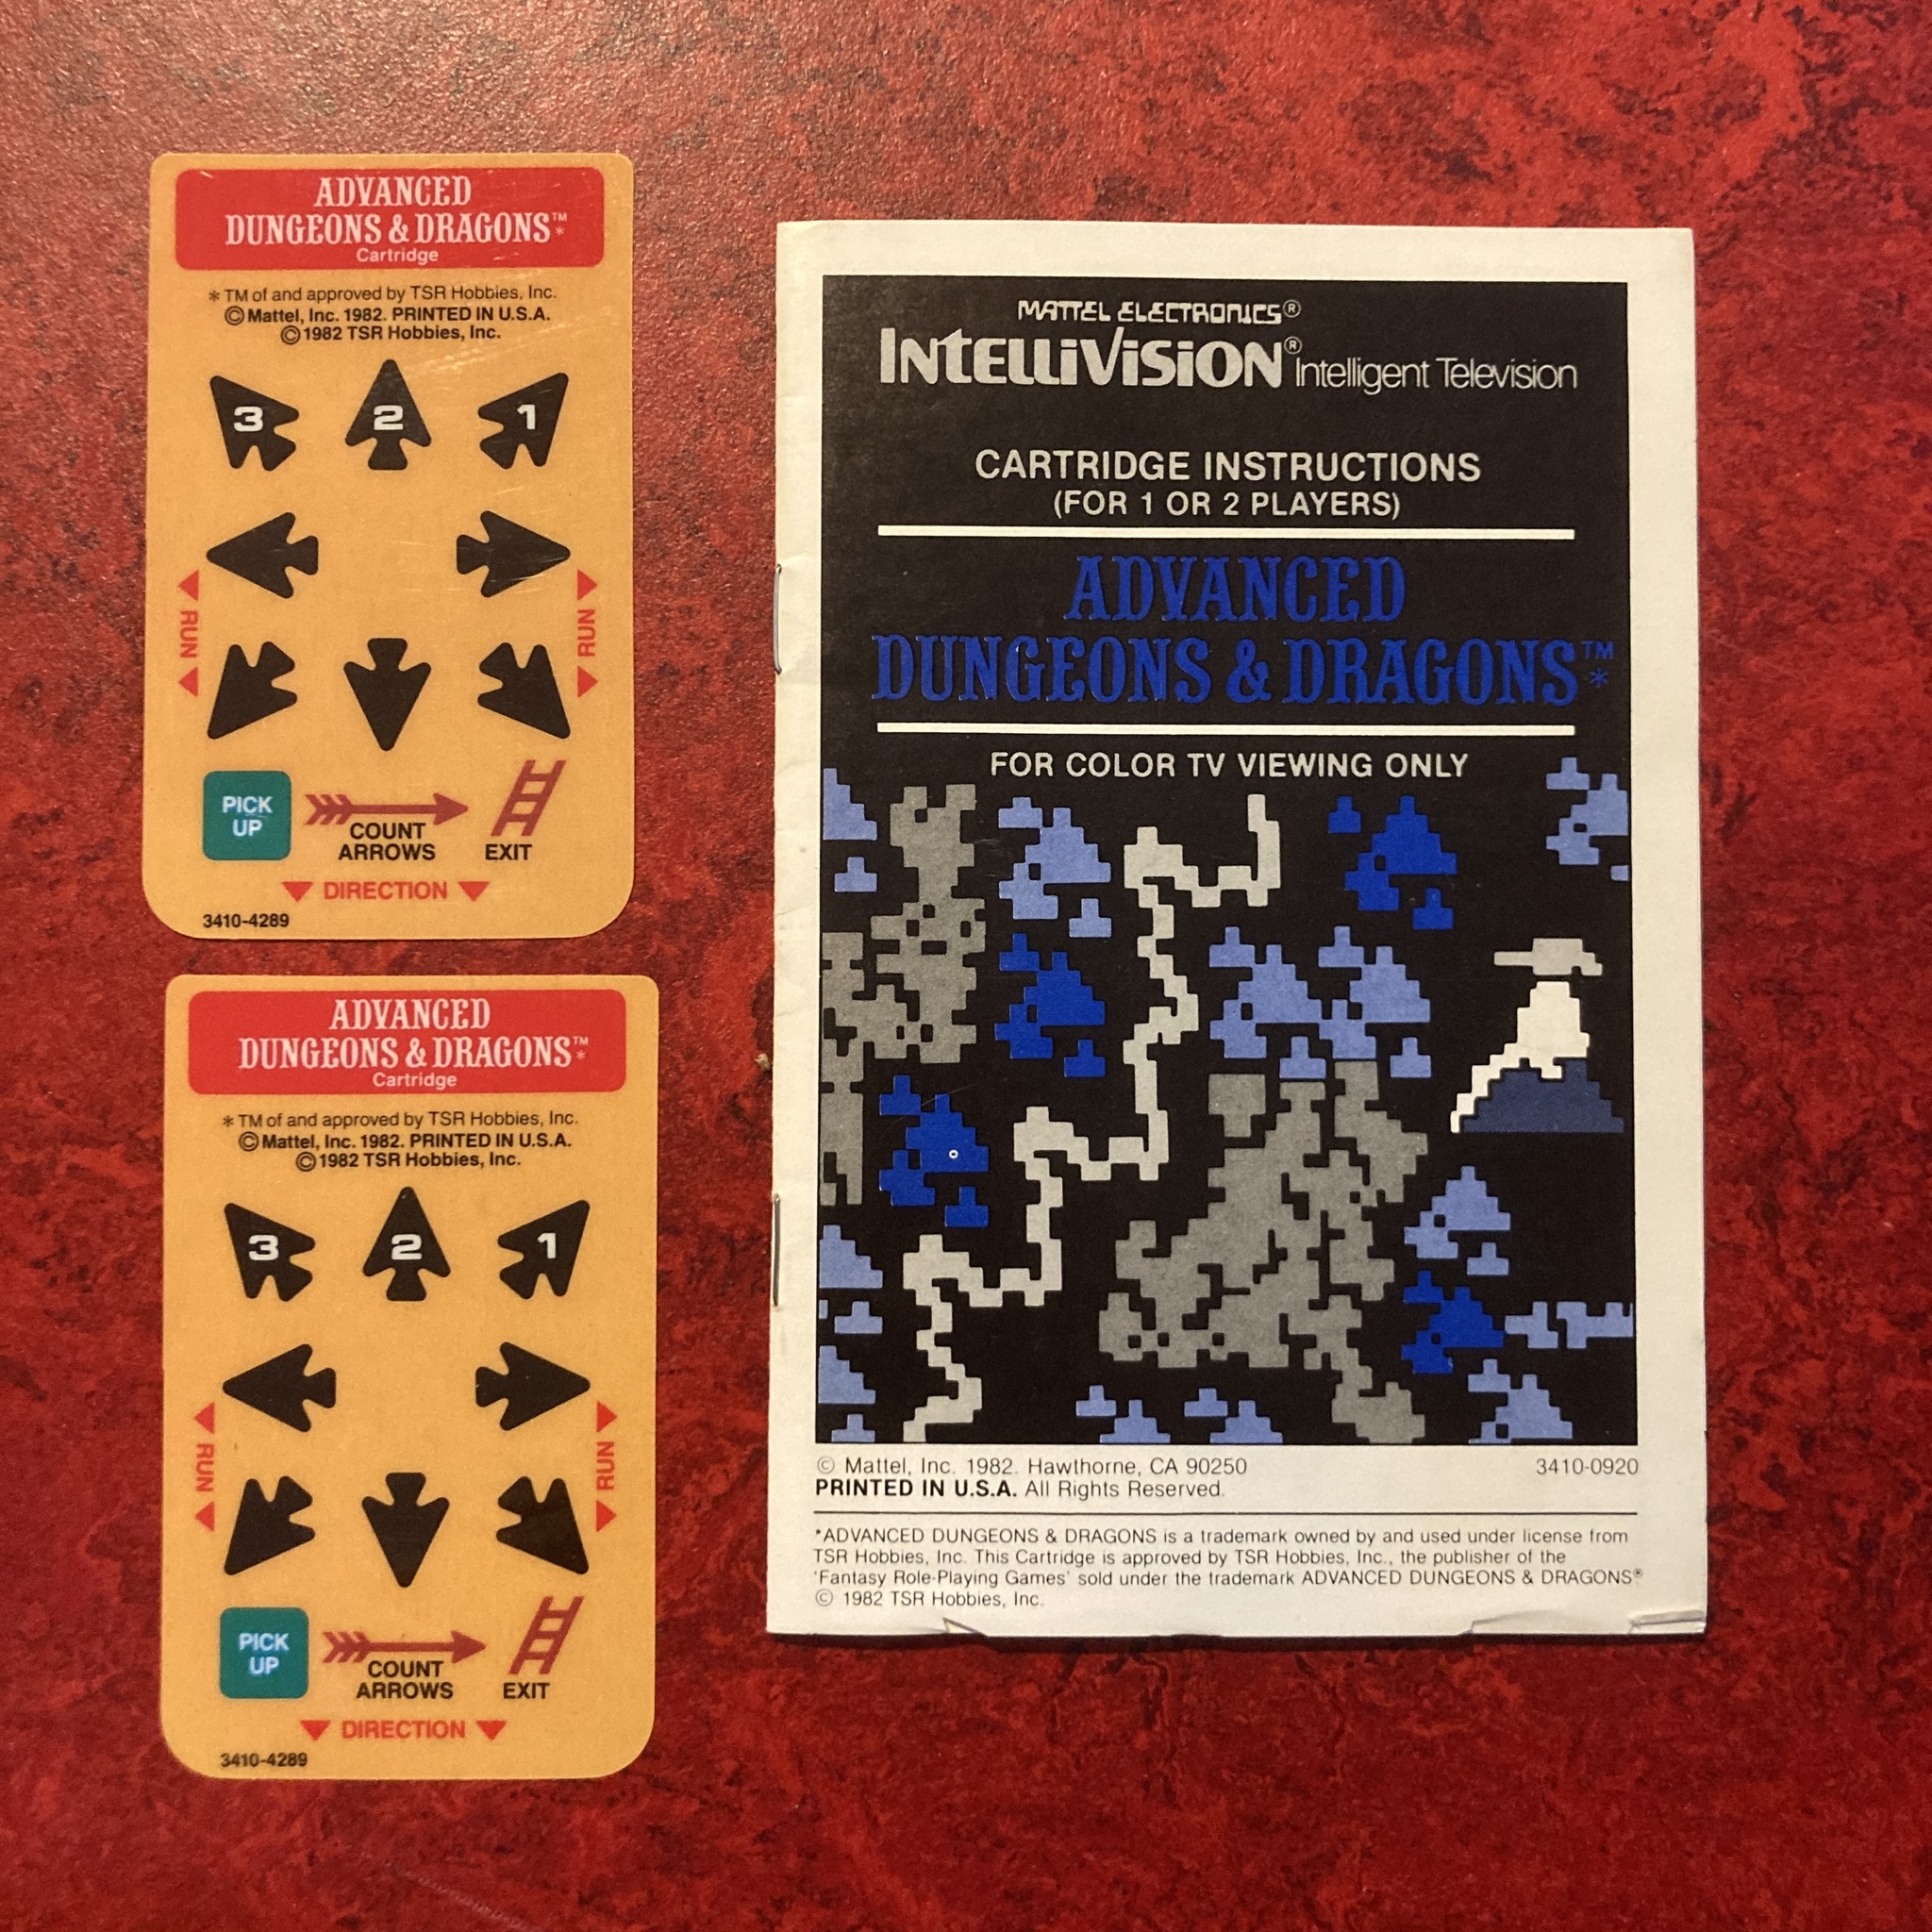 ADVANCED
DUNGEONS & DRAGONS™*
Cartridge
* TM of and approved by TSR Hobbies, Inc.
© Mattel, Inc. 1982. PRINTED IN U.S.A.
© 1982 TSR Hobbies, Inc.
3 2 1
RUN RUN
PICK UP
COUNT ARROWS
EXIT
DIRECTION
3410-4289
ADVANCED
DUNGEONS & DRAGONS™*
Cartridge
* TM of and approved by TSR Hobbies, Inc.
© Mattel, Inc. 1982. PRINTED IN U.S.A.
© 1982 TSR Hobbies, Inc.
3 2 1
RUN RUN
PICK UP
COUNT ARROWS
EXIT
DIRECTION
3410-4289
MATTEL ELECTRONICS®
INTELLIVISION® Intelligent Television
CARTRIDGE INSTRUCTIONS
(FOR 1 OR 2 PLAYERS)
ADVANCED
DUNGEONS & DRAGONS™*
FOR COLOR TV VIEWING ONLY
© Mattel, Inc. 1982. Hawthorne, CA 90250 3410-0920
PRINTED IN U.S.A. All Rights Reserved.
*ADVANCED DUNGEONS & DRAGONS is a trademark owned by and used under license from
TSR Hobbies, Inc. This Cartridge is approved by TSR Hobbies, Inc., the publisher of the
'Fantasy Role-Playing Games' sold under the trademark ADVANCED DUNGEONS & DRAGONS®
© 1982 TSR Hobbies, Inc.